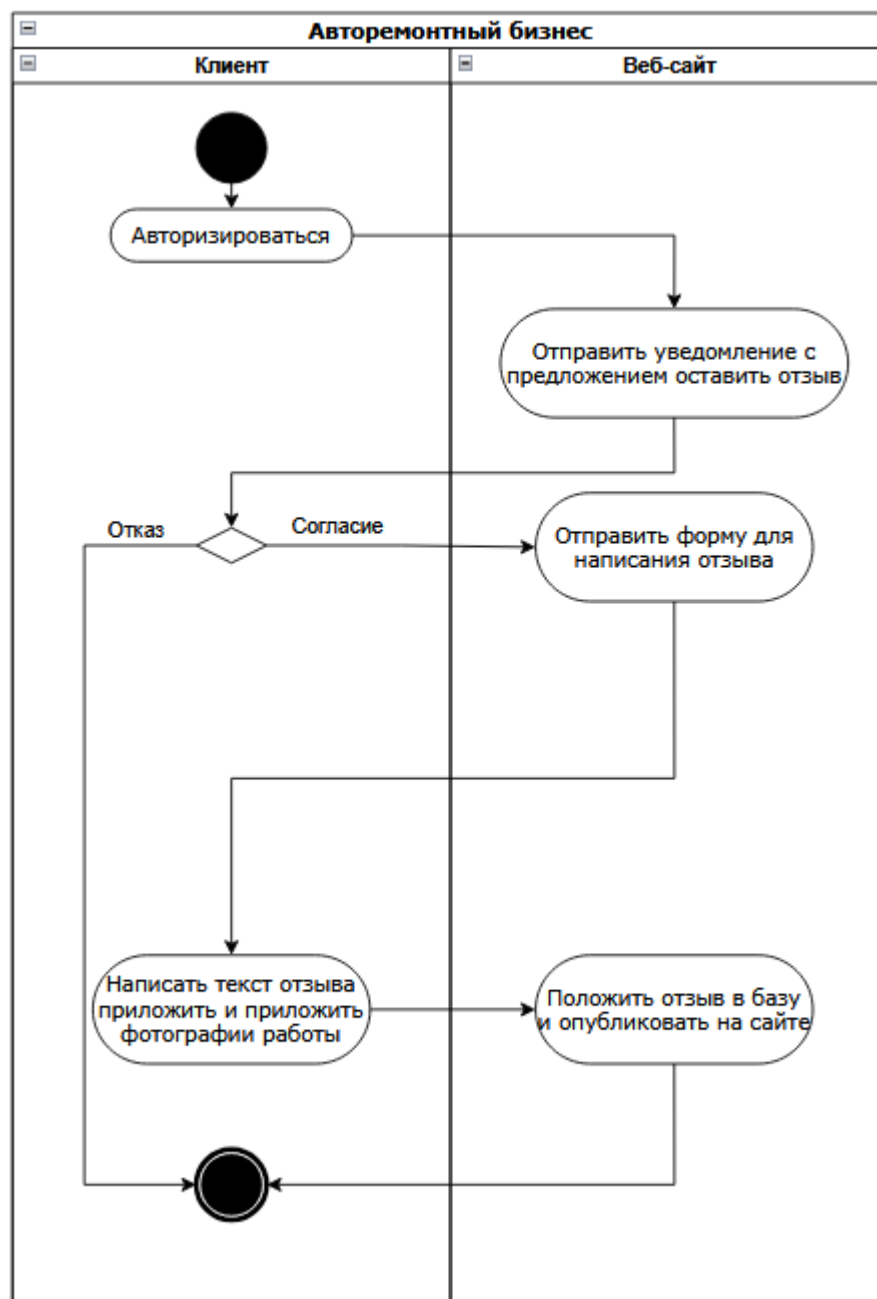 Авторемонтный бизнес
Клиент
Веб-сайт
Авторизироваться
Отправить уведомление с
предложением оставить отзыв
Отказ
Согласие
Отправить форму для
написания отзыва
Написать текст отзыва
приложить и приложить
фотографии работы
Положить отзыв в базу
и опубликовать на сайте